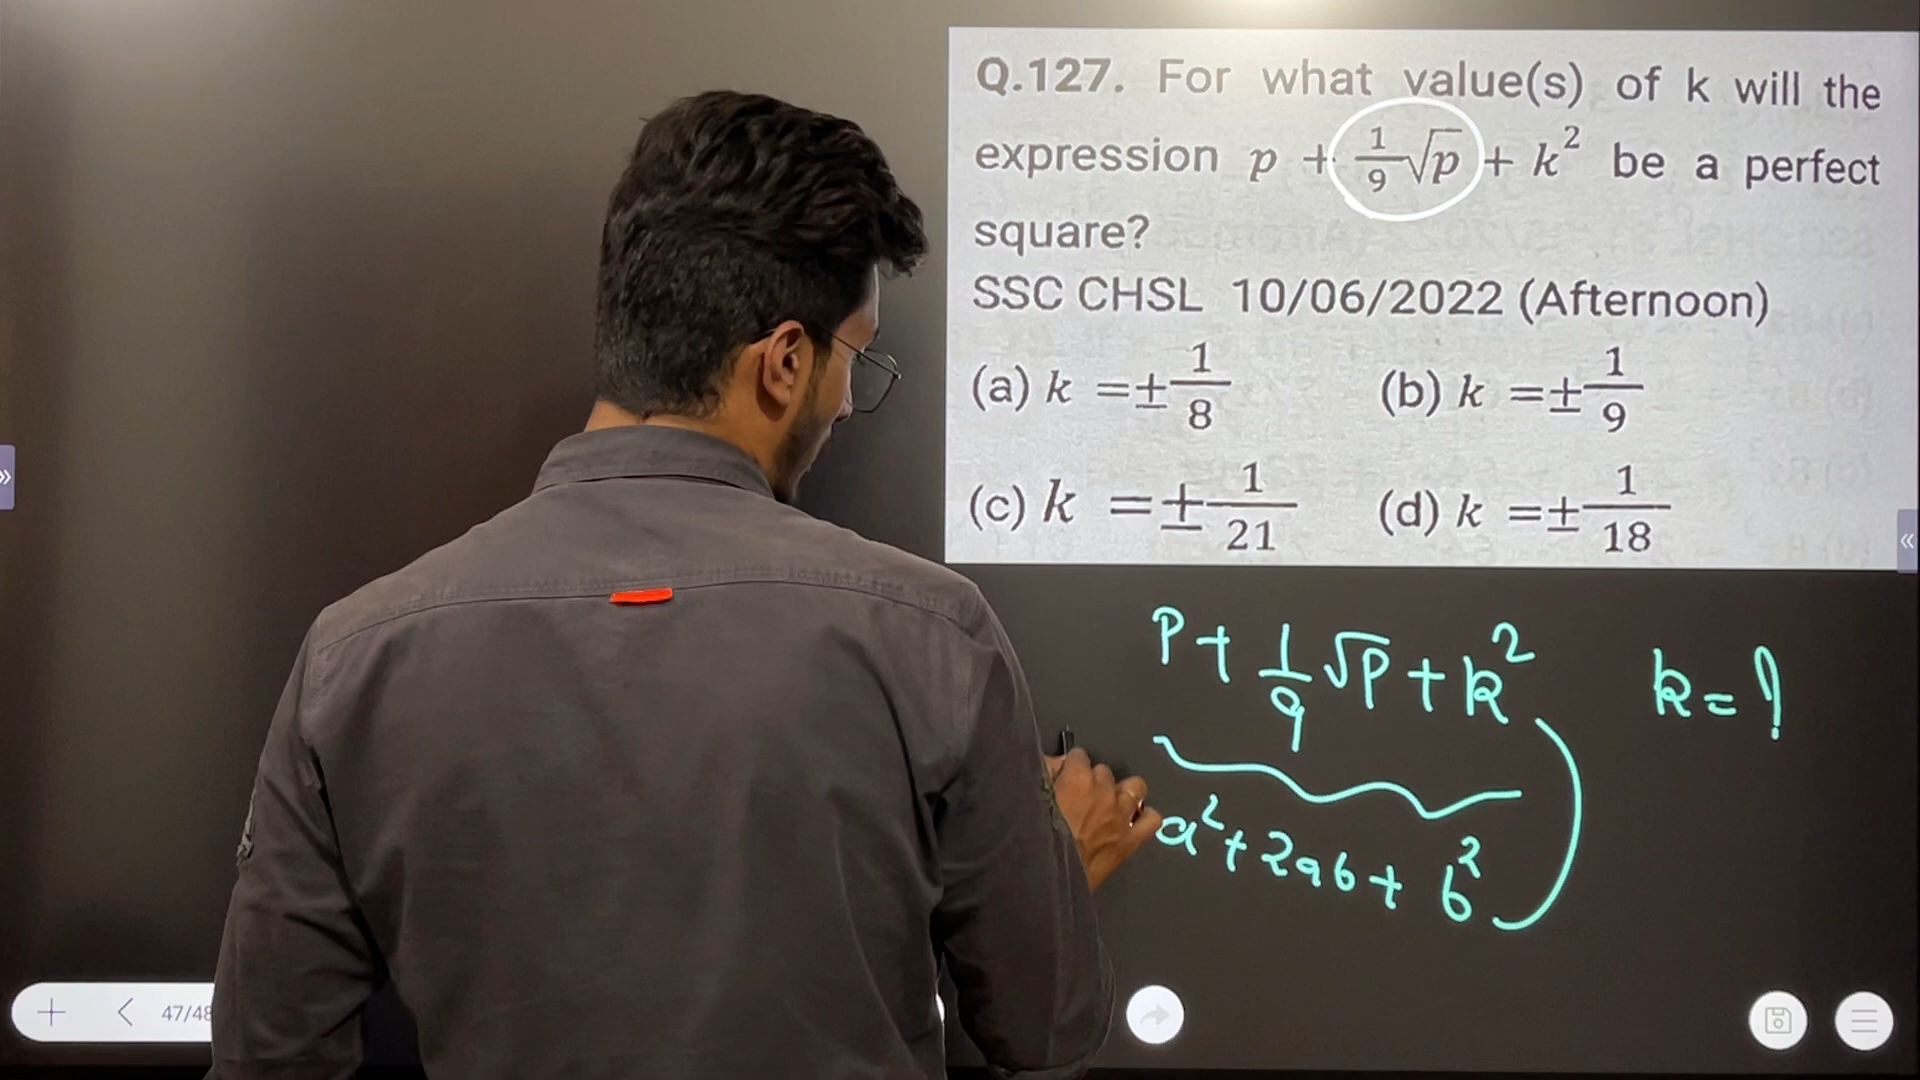 Q.127. For what value(s) of k will the
expression p + 1/9 √p + k² be a perfect
square?
SSC CHSL 10/06/2022 (Afternoon)
(a) k = ± 1/8 (b) k = ± 1/9
(c) k = ± 1/21 (d) k = ± 1/18
P + 1/9 √P + k² k = ?
a² + 2ab + b²
47/48